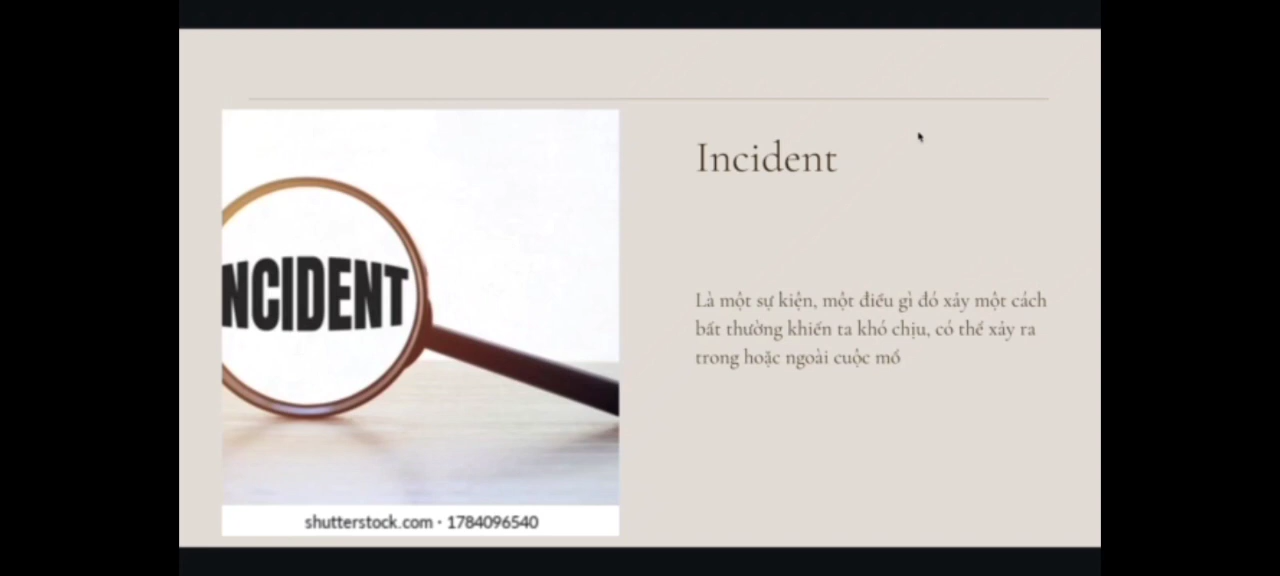 Incident
NCIDENT
Là một sự kiện, một điều gì đó xảy một cách
bất thường khiến ta khó chịu, có thể xảy ra
trong hoặc ngoài cuộc mổ
shutterstock.com · 1784096540